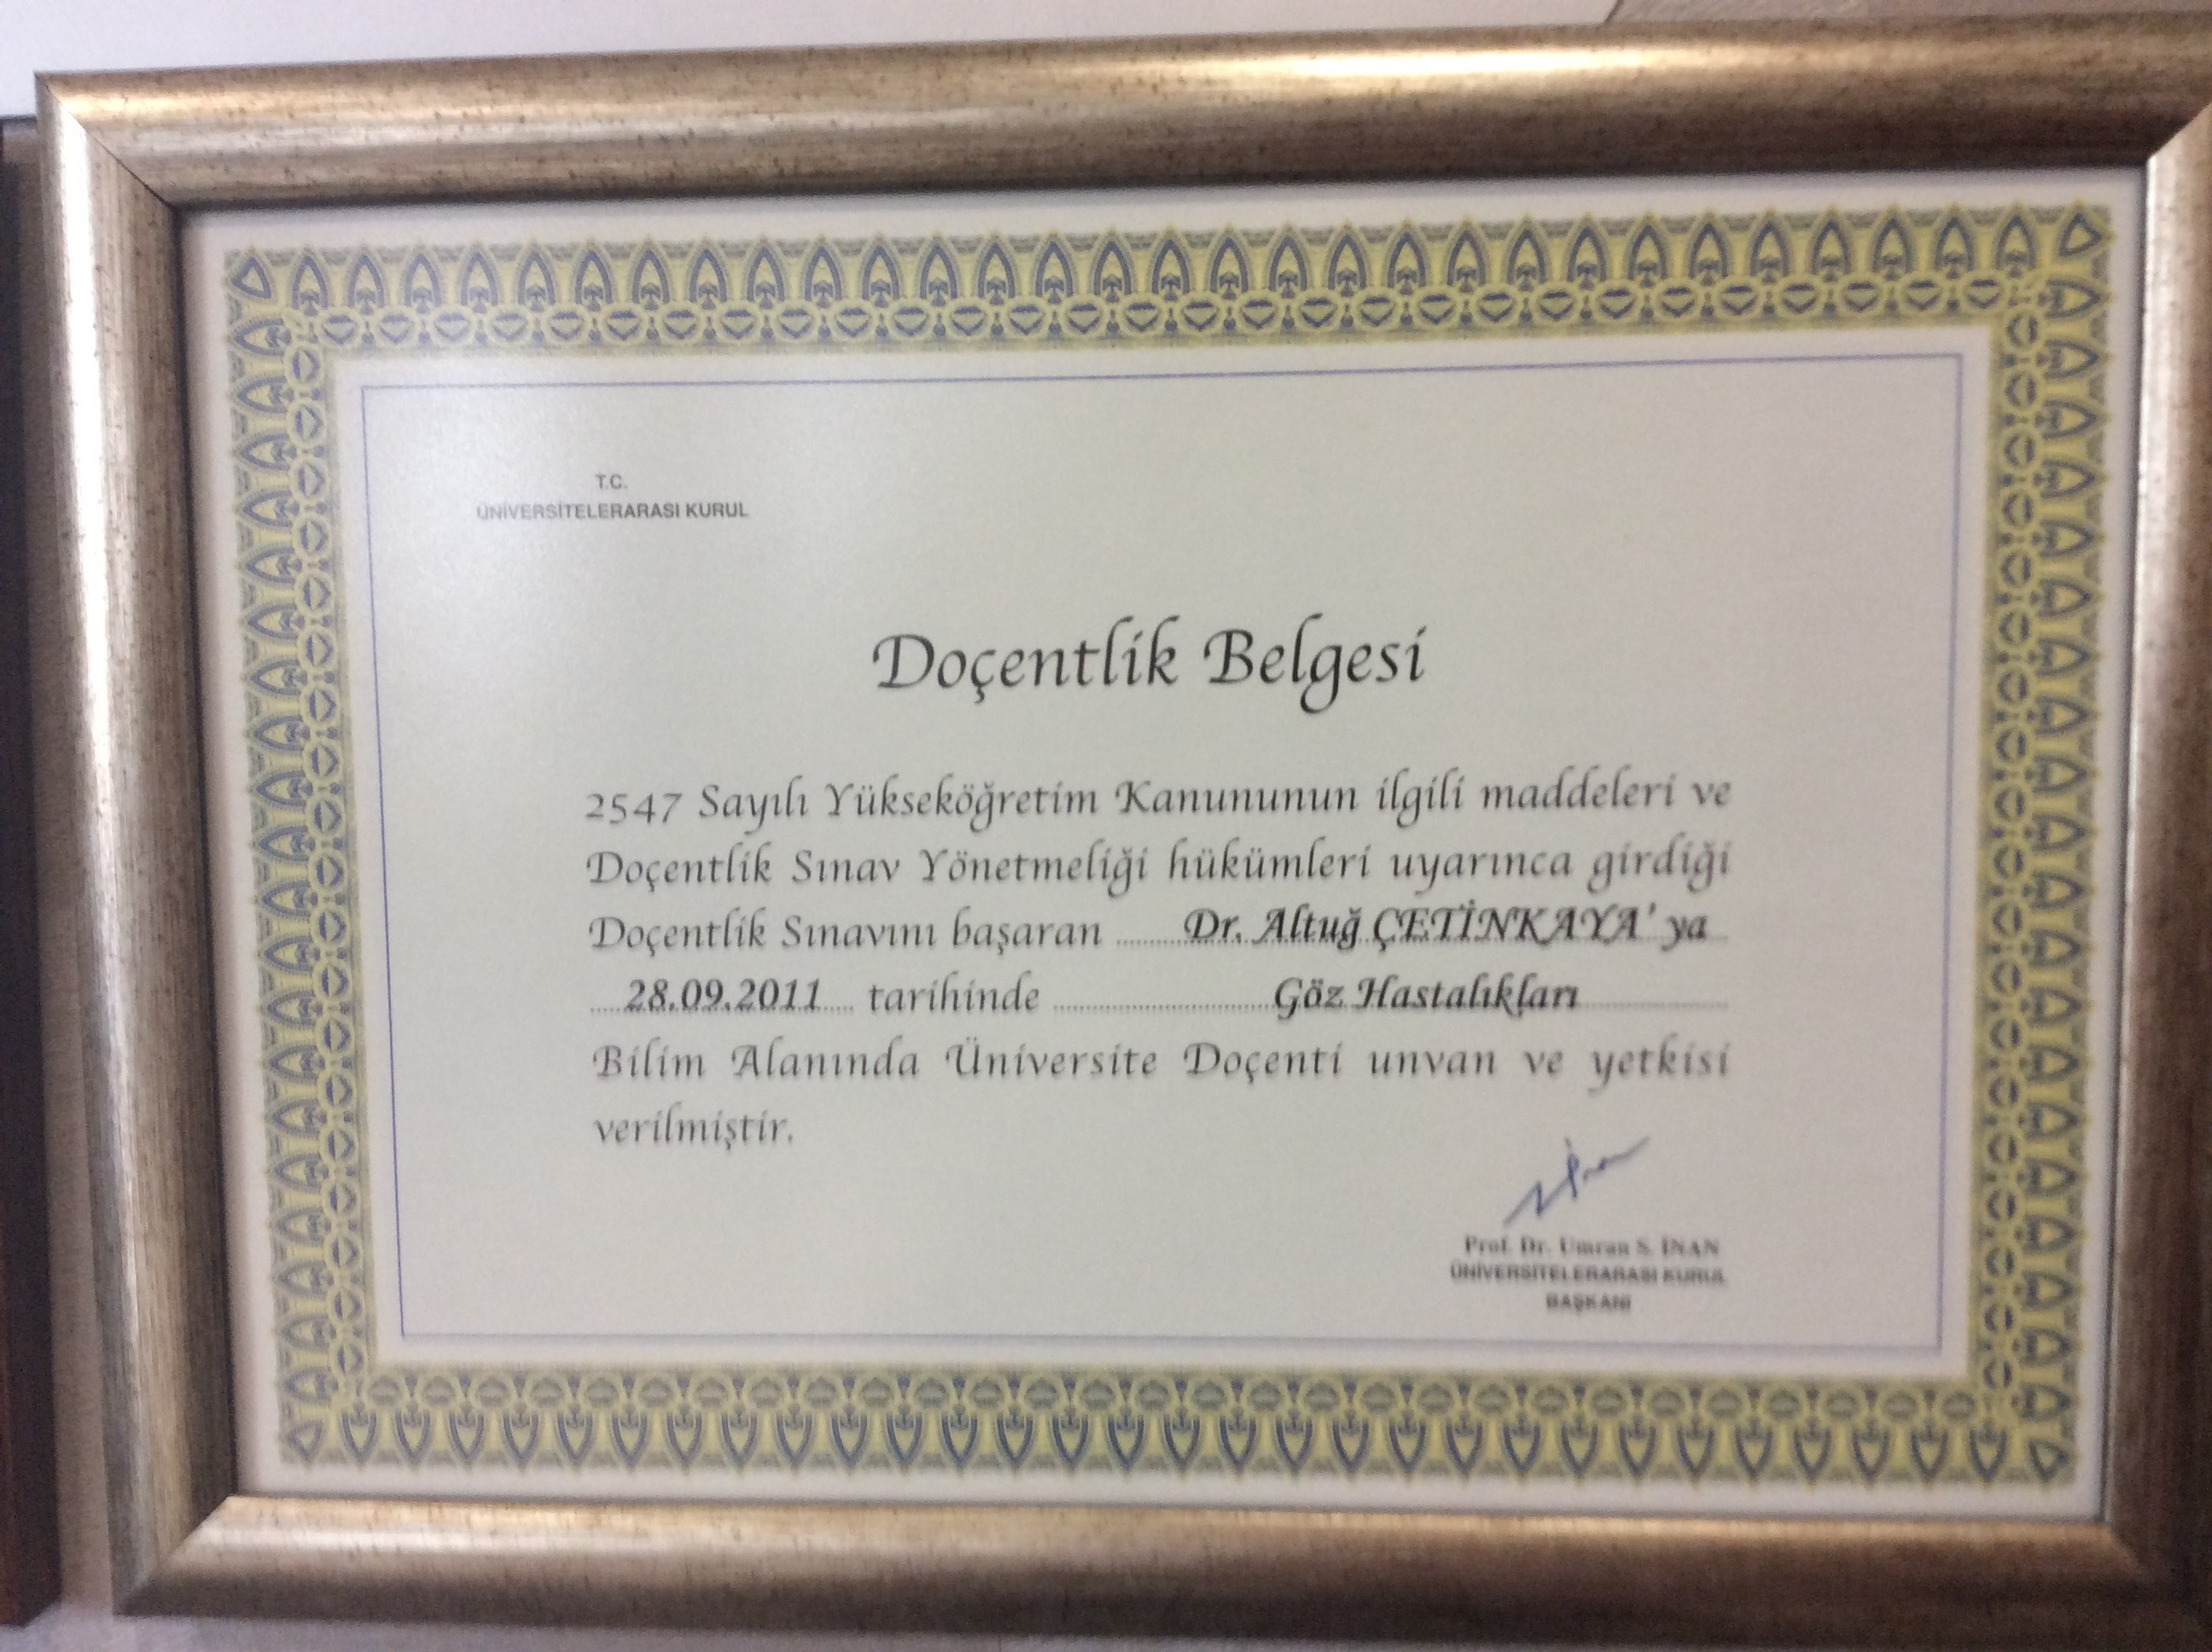 T.C.
ÜNİVERSİTELERARASI KURUL
Doçentlik Belgesi
2547 Sayılı Yükseköğretim Kanununun ilgili maddeleri ve
Doçentlik Sınav Yönetmeliği hükümleri uyarınca girdiği
Doçentlik Sınavını başaran Dr. Altuğ ÇETİNKAYA' ya
28.09.2011 tarihinde Göz Hastalıkları
Bilim Alanında Üniversite Doçenti unvan ve yetkisi
verilmiştir.
Prof. Dr. Umran S. İNAN
ÜNİVERSİTELERARASI KURUL
BAŞKANI